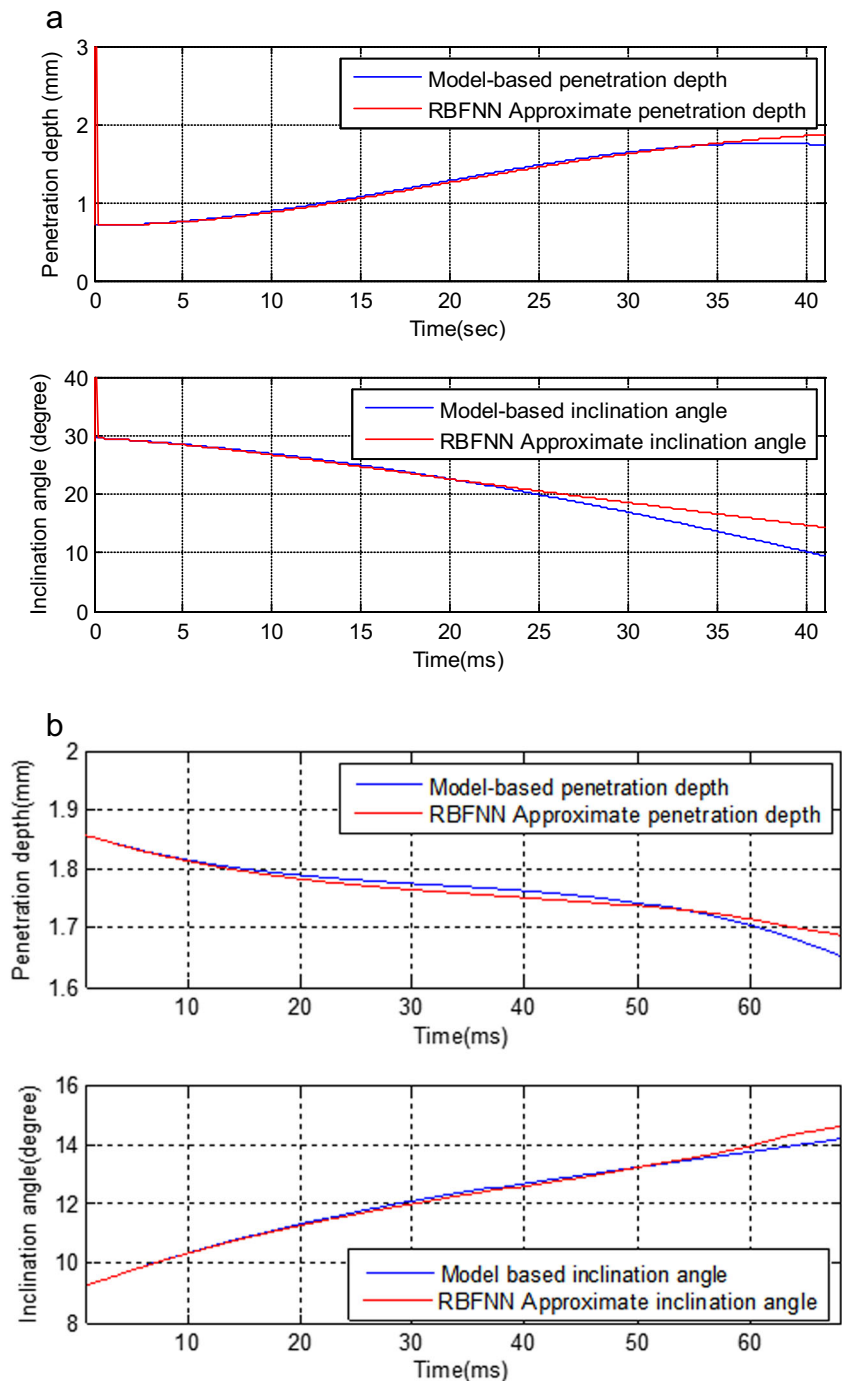 a
Penetration depth (mm)
3
2
1
0
Model-based penetration depth
RBFNN Approximate penetration depth
0 5 10 15 20 25 30 35 40
Time(sec)
Inclination angle (degree)
40
30
20
10
0
Model-based inclination angle
RBFNN Approximate inclination angle
0 5 10 15 20 25 30 35 40
Time(ms)
b
Penetration depth(mm)
2
1.9
1.8
1.7
1.6
Model-based penetration depth
RBFNN Approximate penetration depth
10 20 30 40 50 60
Time(ms)
Inclination angle(degree)
16
14
12
10
8
Model based inclination angle
RBFNN Approximate inclination angle
10 20 30 40 50 60
Time(ms)